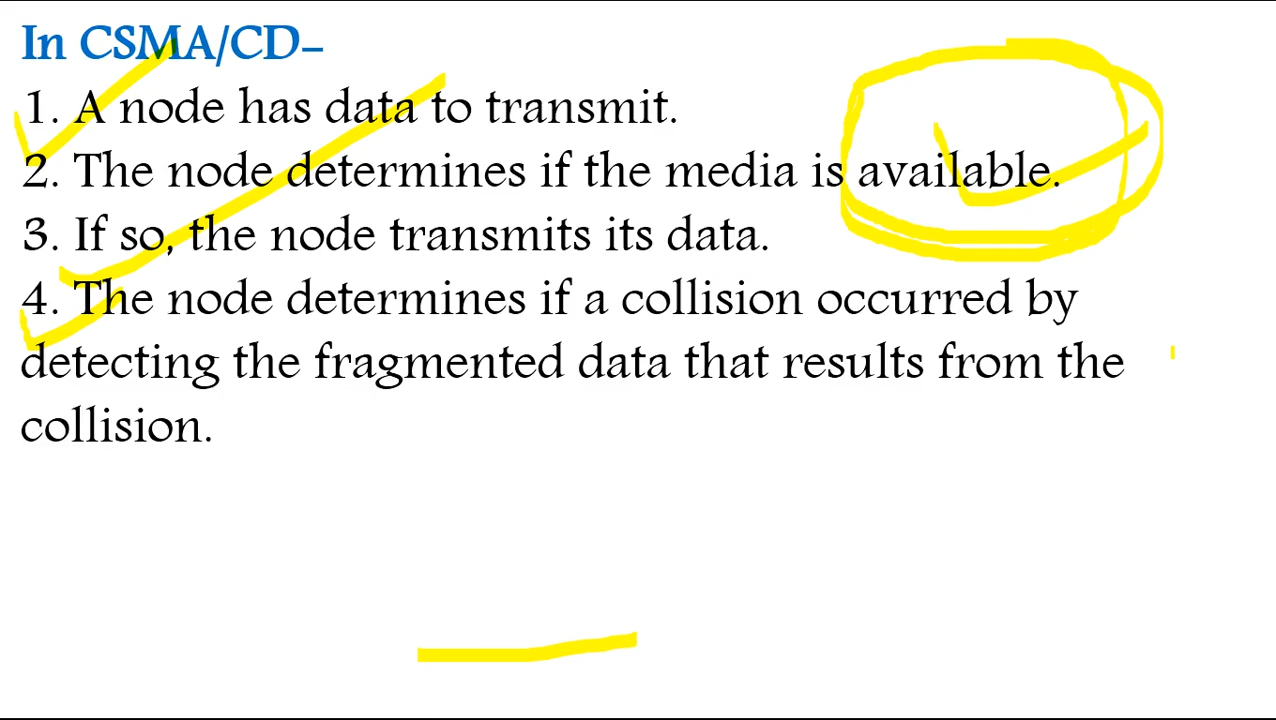 In CSMA/CD–
1. A node has data to transmit.
2. The node determines if the media is available.
3. If so, the node transmits its data.
4. The node determines if a collision occurred by
detecting the fragmented data that results from the
collision.